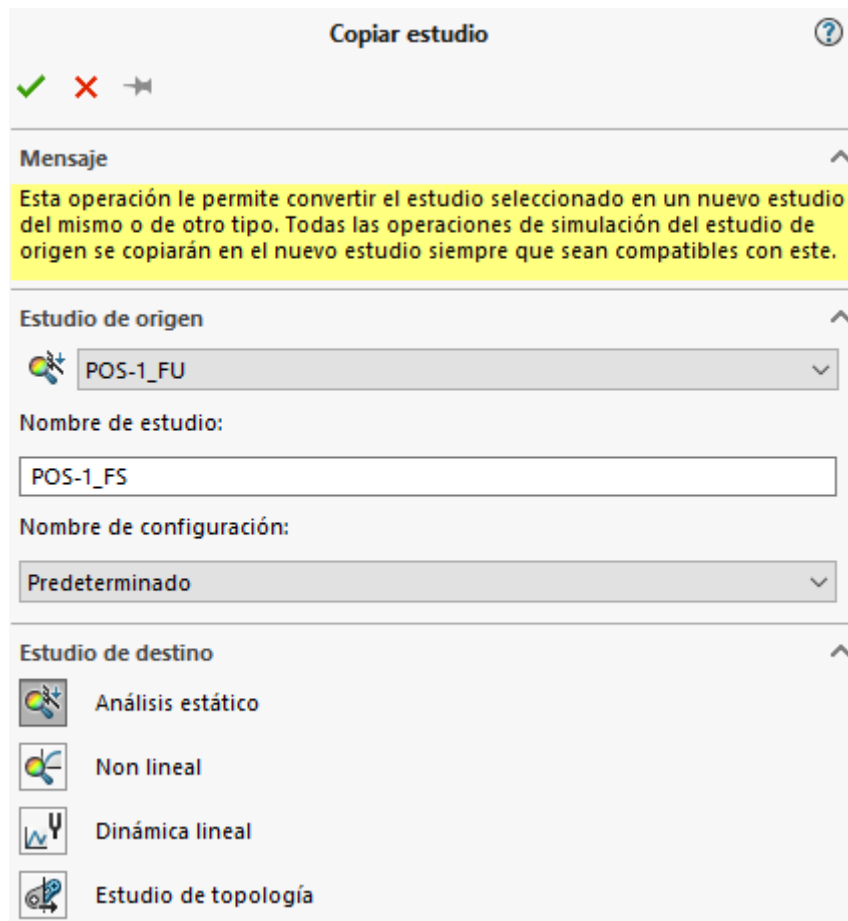 Copiar estudio
?
Mensaje
Esta operación le permite convertir el estudio seleccionado en un nuevo estudio
del mismo o de otro tipo. Todas las operaciones de simulación del estudio de
origen se copiarán en el nuevo estudio siempre que sean compatibles con este.
Estudio de origen
POS-1_FU
Nombre de estudio:
POS-1_FS
Nombre de configuración:
Predeterminado
Estudio de destino
Análisis estático
Non lineal
Dinámica lineal
Estudio de topología